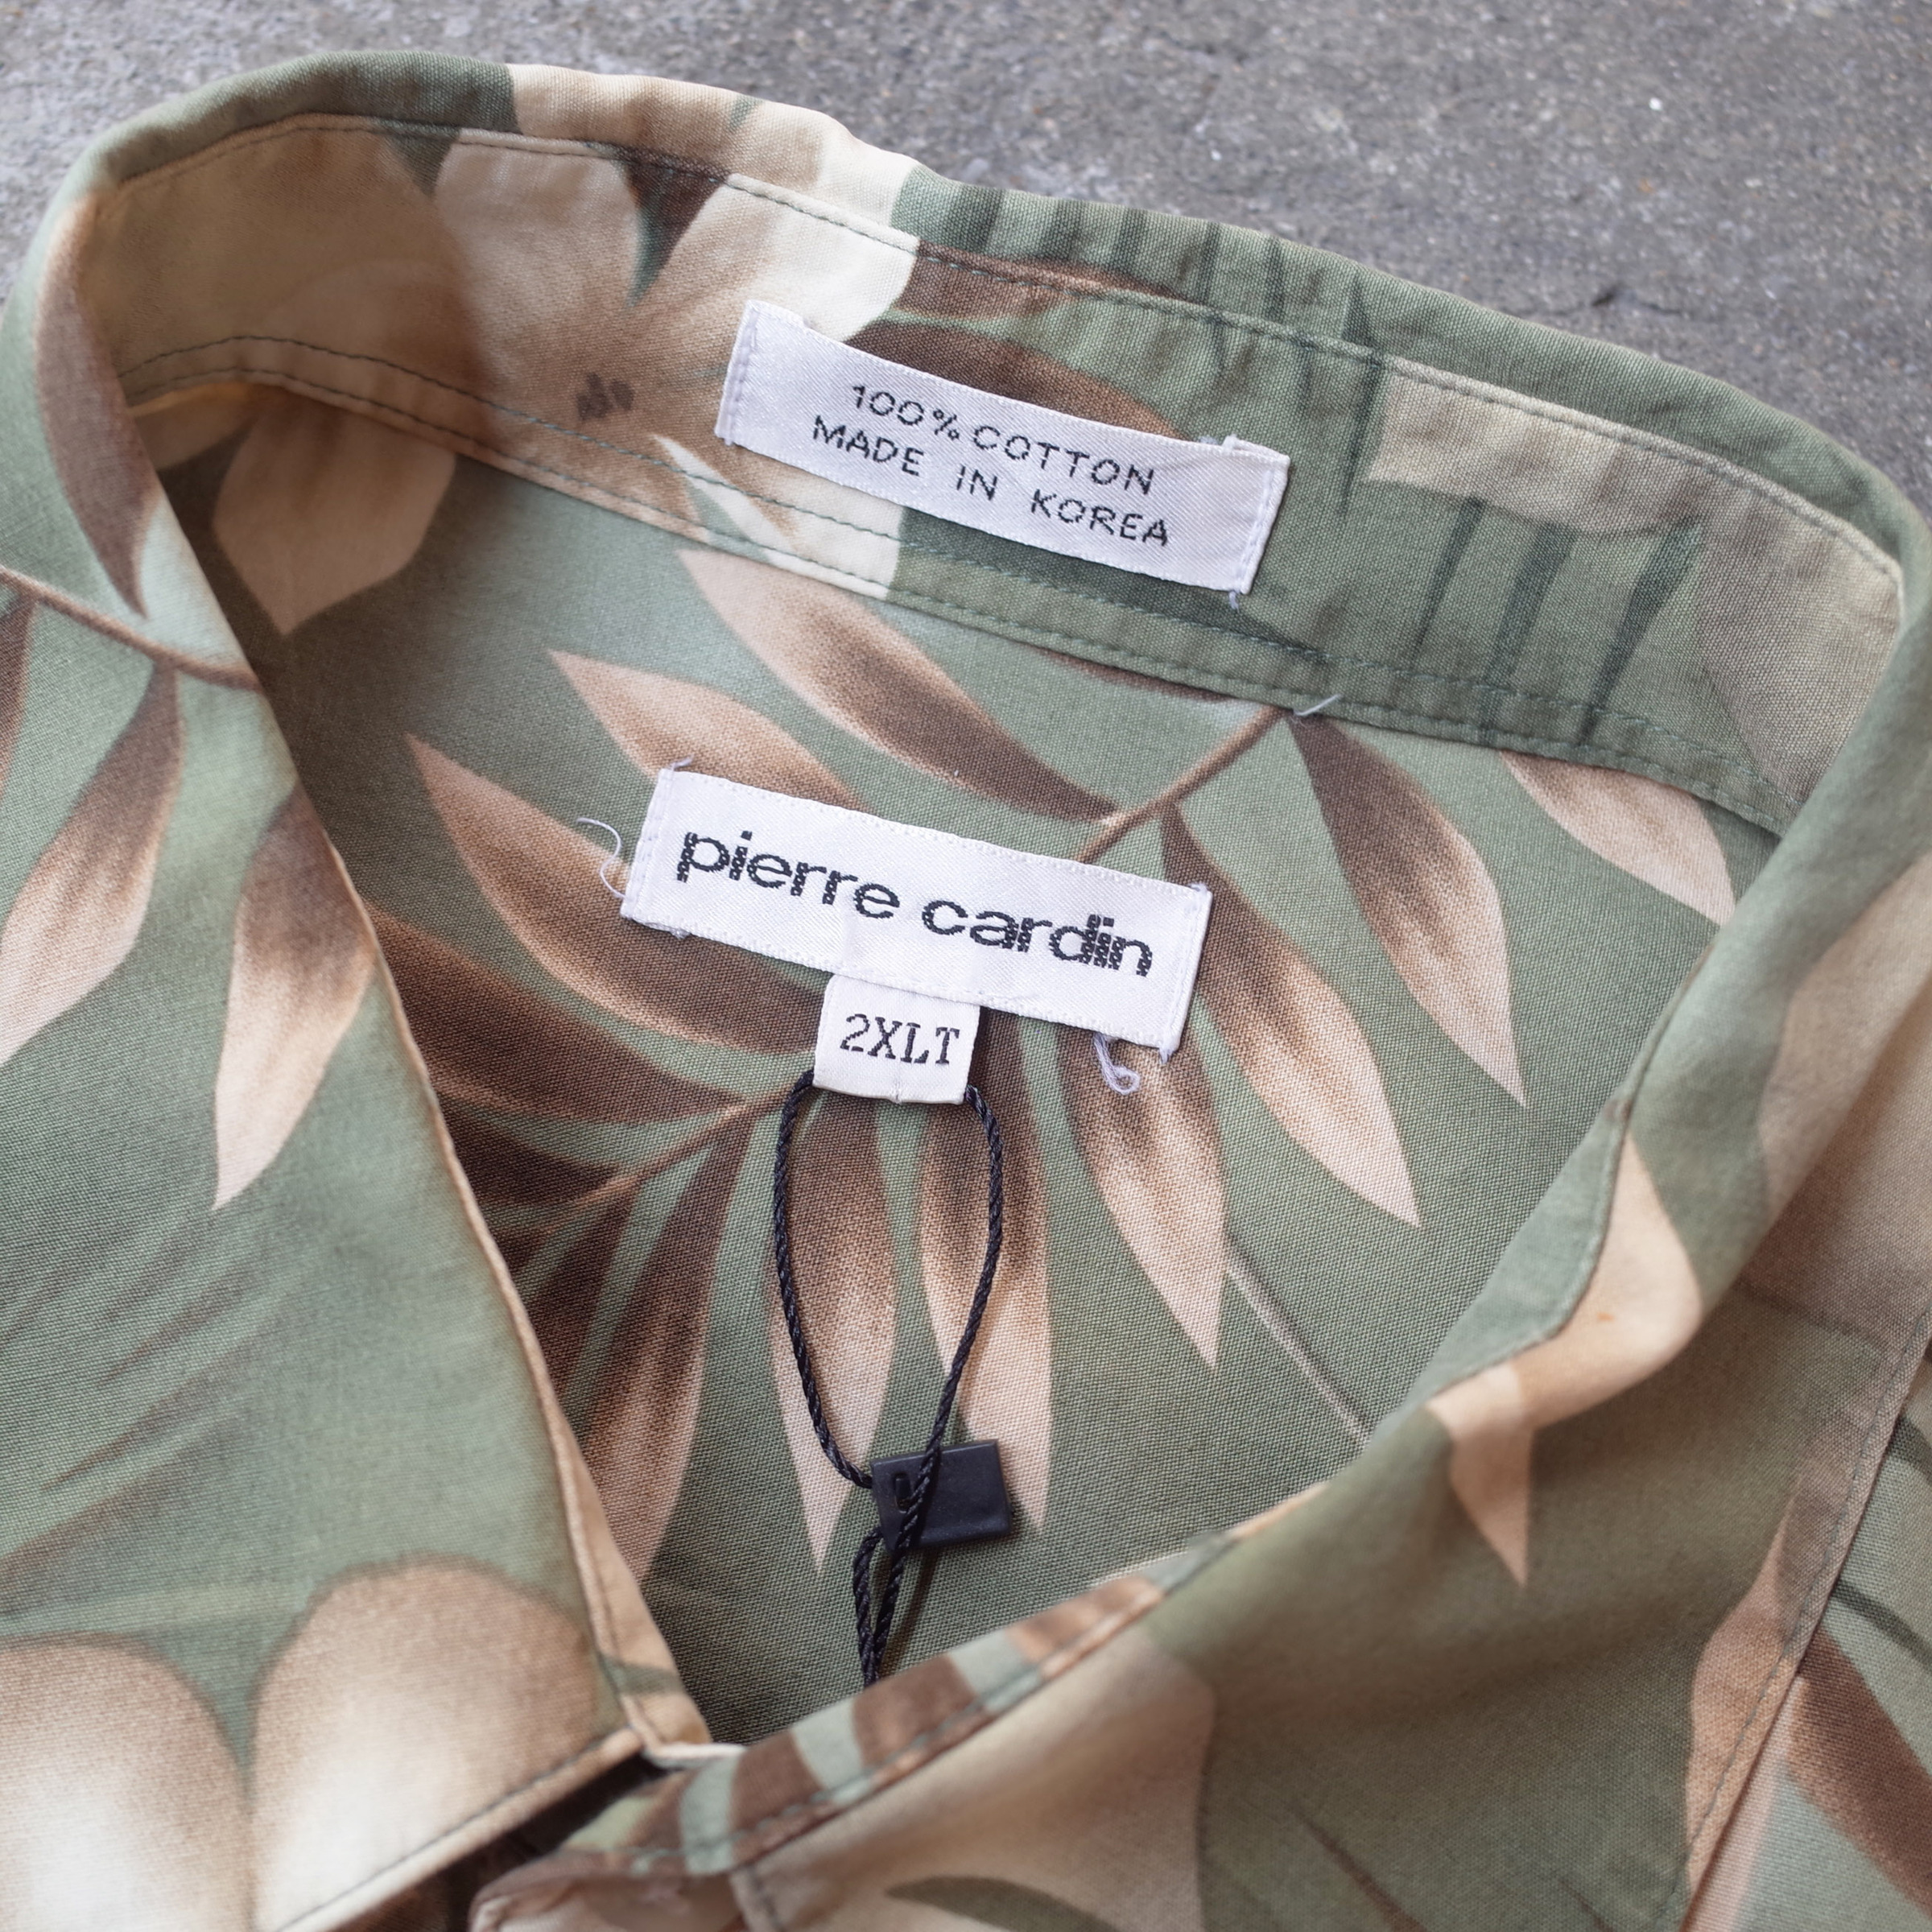 100% COTTON
MADE IN KOREA
pierre cardin
2XLT